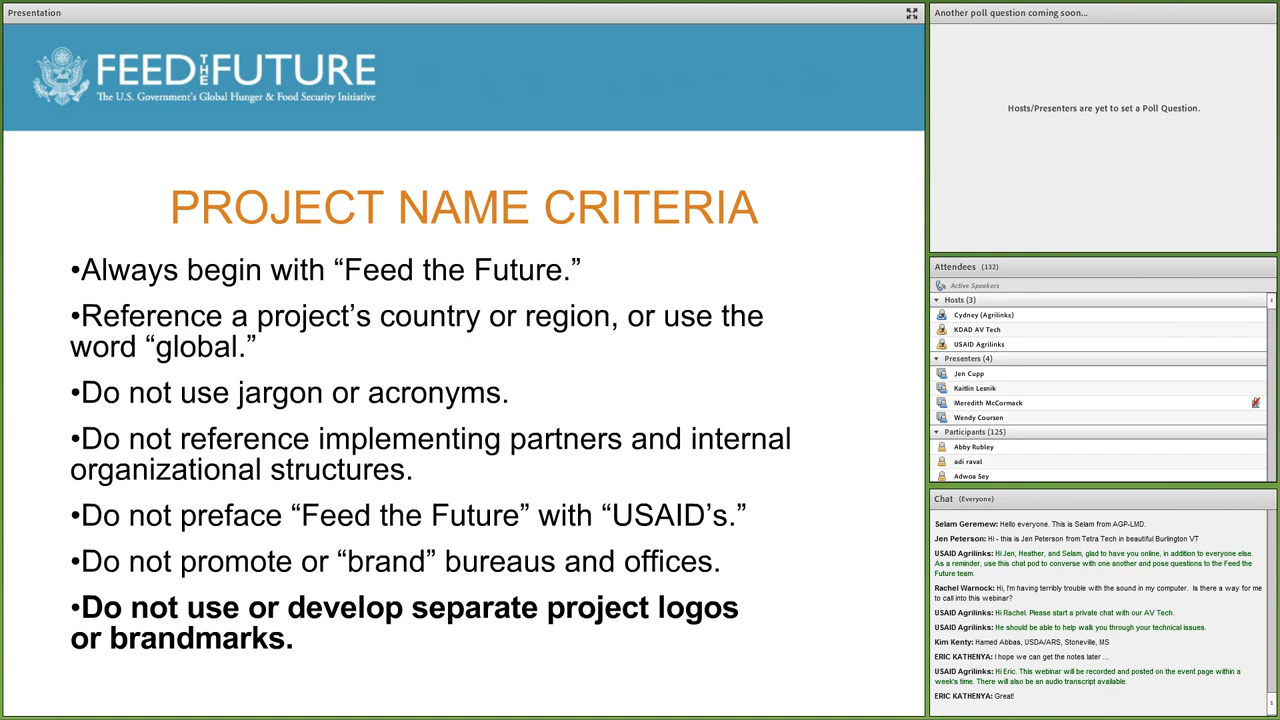 Presentation
FEED THE FUTURE
The U.S. Government's Global Hunger & Food Security Initiative
PROJECT NAME CRITERIA
•Always begin with “Feed the Future.”
•Reference a project’s country or region, or use the
word “global.”
•Do not use jargon or acronyms.
•Do not reference implementing partners and internal
organizational structures.
•Do not preface “Feed the Future” with “USAID’s.”
•Do not promote or “brand” bureaus and offices.
•Do not use or develop separate project logos
or brandmarks.
Another poll question coming soon...
Hosts/Presenters are yet to set a Poll Question.
Attendees (132)
Active Speakers
Hosts (3)
Cydney (Agrilinks)
KDAD AV Tech
USAID Agrilinks
Presenters (4)
Jen Cupp
Kaitlin Lesnik
Meredith McCormack
Wendy Coursen
Participants (125)
Abby Rubley
adi raval
Adwoa Sey
Chat (Everyone)
Selam Geremew: Hello everyone. This is Selam from AGP-LMD.
Jen Peterson: Hi - this is Jen Peterson from Tetra Tech in beautiful Burlington VT
USAID Agrilinks: Hi Jen, Heather, and Selam, glad to have you online, in addition to everyone else.
As a reminder, use this chat pod to converse with one another and pose questions to the Feed the
Future team.
Rachel Warnock: Hi, I'm having terribly trouble with the sound in my computer. Is there a way for me
to call into this webinar?
USAID Agrilinks: Hi Rachel. Please start a private chat with our AV Tech.
USAID Agrilinks: He should be able to help walk you through your technical issues.
Kim Kenty: Hamed Abbas, USDA/ARS, Stoneville, MS
ERIC KATHENYA: I hope we can get the notes later ...
USAID Agrilinks: Hi Eric. This webinar will be recorded and posted on the event page within a
week's time. There will also be an audio transcript available.
ERIC KATHENYA: Great!